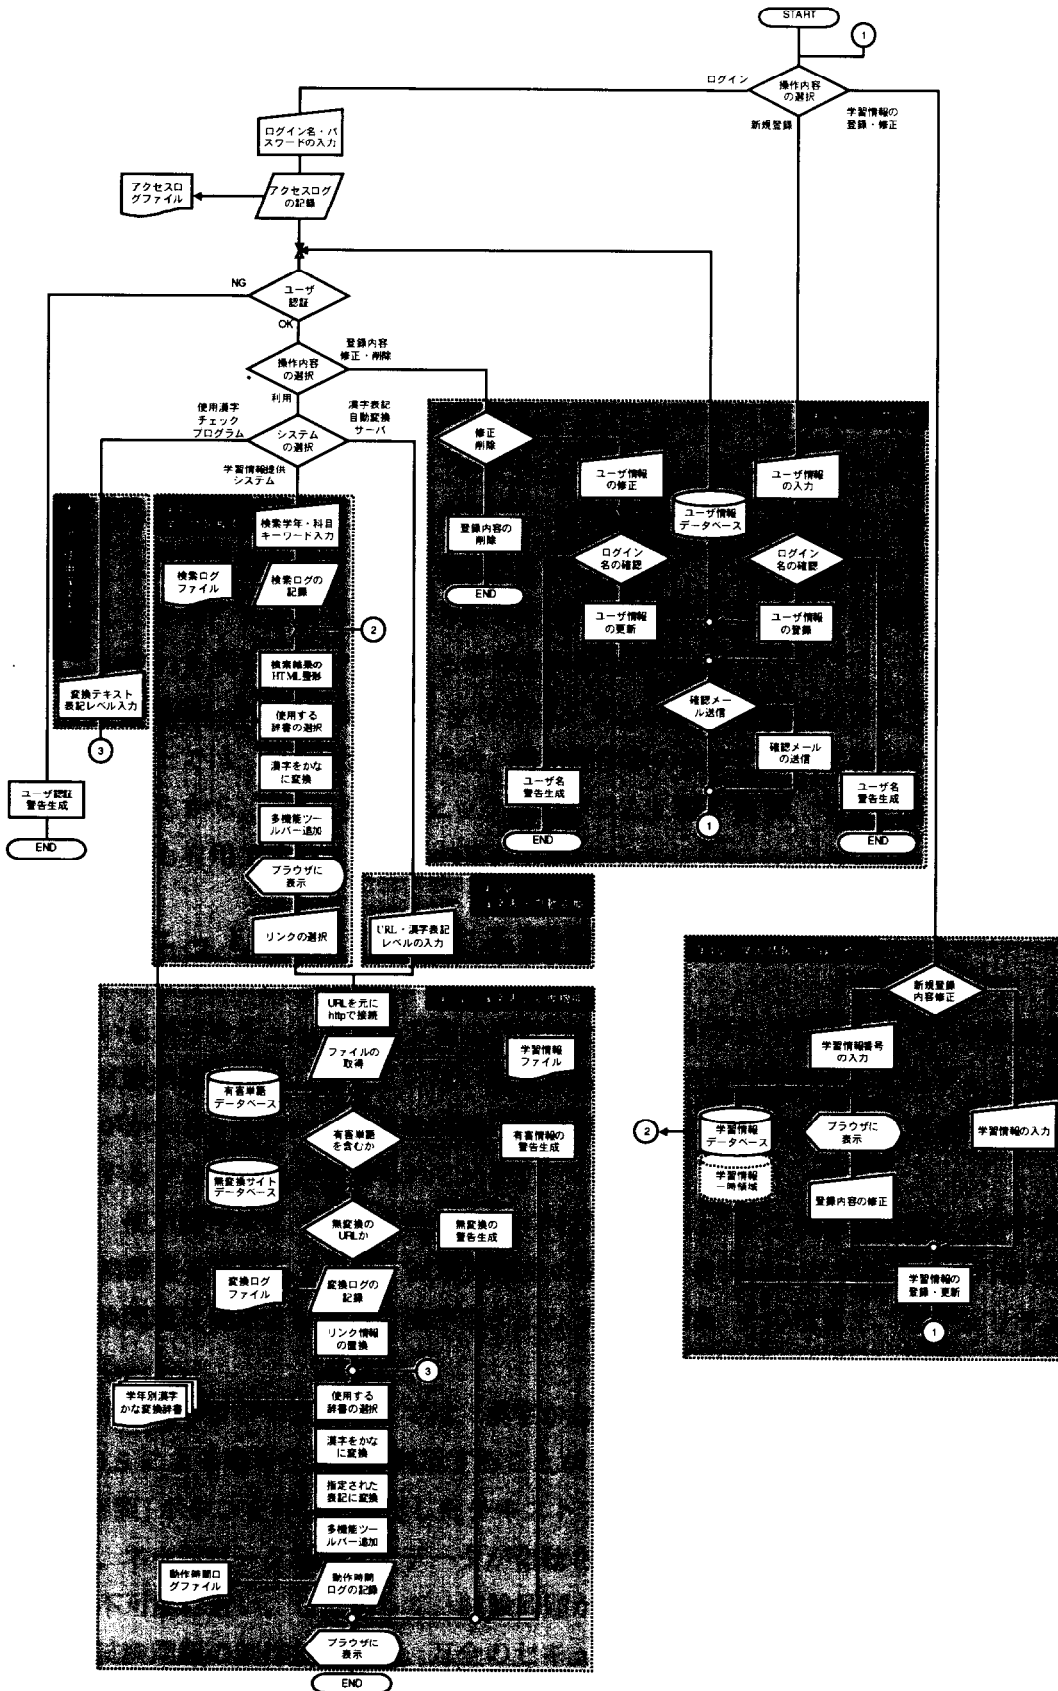 START
1
操作内容
の選択
ログイン
新規登録
学習情報の
登録・修正
ログイン名・パ
スワードの入力
アクセスロ
グファイル
アクセスログ
の記録
NG
ユーザ
認証
OK
操作内容
の選択
登録内容
修正・削除
利用
使用漢字
チェック
プログラム
システム
の選択
漢字表記
自動変換
サーバ
学習情報提供
システム
修正
削除
ユーザ情報
の修正
ユーザ情報
の入力
ユーザ情報
データベース
登録内容の
削除
ログイン
名の確認
ログイン
名の確認
END
ユーザ情報
の更新
ユーザ情報
の登録
確認メー
ル送信
確認メール
の送信
ユーザ名
警告生成
ユーザ名
警告生成
1
END
END
検索学年・科目
キーワード入力
検索ログ
ファイル
検索ログの
記録
2
検索結果の
HTML整形
変換テキスト
表記レベル入力
3
使用する
辞書の選択
漢字をかな
に変換
ユーザ認証
警告生成
END
多機能ツー
ルバー追加
ブラウザに
表示
リンクの選択
URL・漢字表記
レベルの入力
新規登録
内容修正
学習情報番号
の入力
2
学習情報
データベース
学習情報
一時領域
ブラウザに
表示
学習情報の入力
登録内容の修正
学習情報の
登録・更新
1
URLを元に
httpで接続
ファイルの
取得
学習情報
ファイル
有害単語
データベース
有害単語
を含むか
有害情報の
警告生成
無変換サイト
データベース
無変換の
URLか
無変換の
警告生成
変換ログ
ファイル
変換ログの
記録
リンク情報
の置換
3
学年別漢字
かな変換辞書
使用する
辞書の選択
漢字をかな
に変換
指定された
表記に変換
多機能ツー
ルバー追加
動作時間ロ
グファイル
動作時間
ログの記録
ブラウザに
表示
END